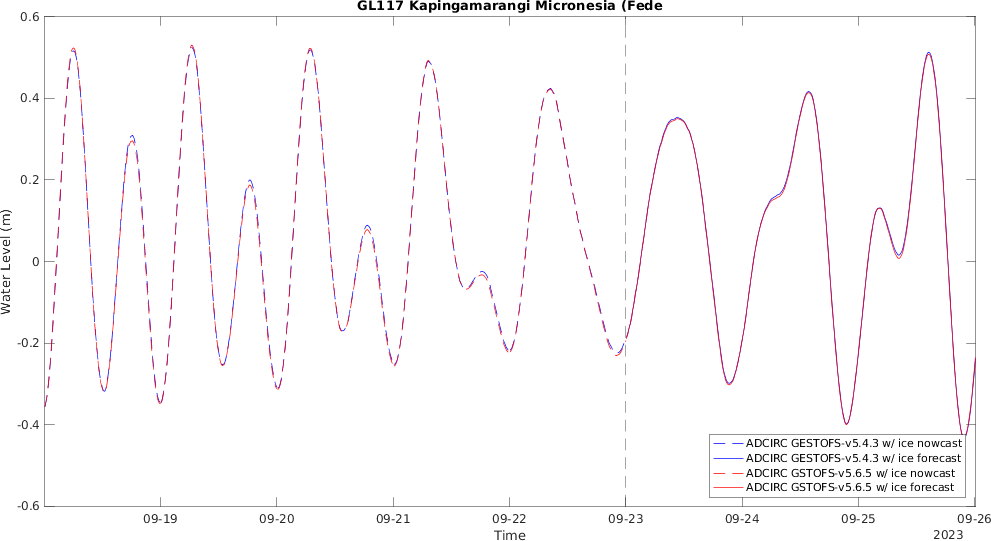 GL117 Kapingamarangi Micronesia (Fede
0.6
0.4
0.2
0
-0.2
-0.4
-0.6
Water Level (m)
ADCIRC GESTOFS-v5.4.3 w/ ice nowcast
ADCIRC GESTOFS-v5.4.3 w/ ice forecast
ADCIRC GSTOFS-v5.6.5 w/ ice nowcast
ADCIRC GSTOFS-v5.6.5 w/ ice forecast
09-19 09-20 09-21 09-22 09-23 09-24 09-25 09-26
Time
2023